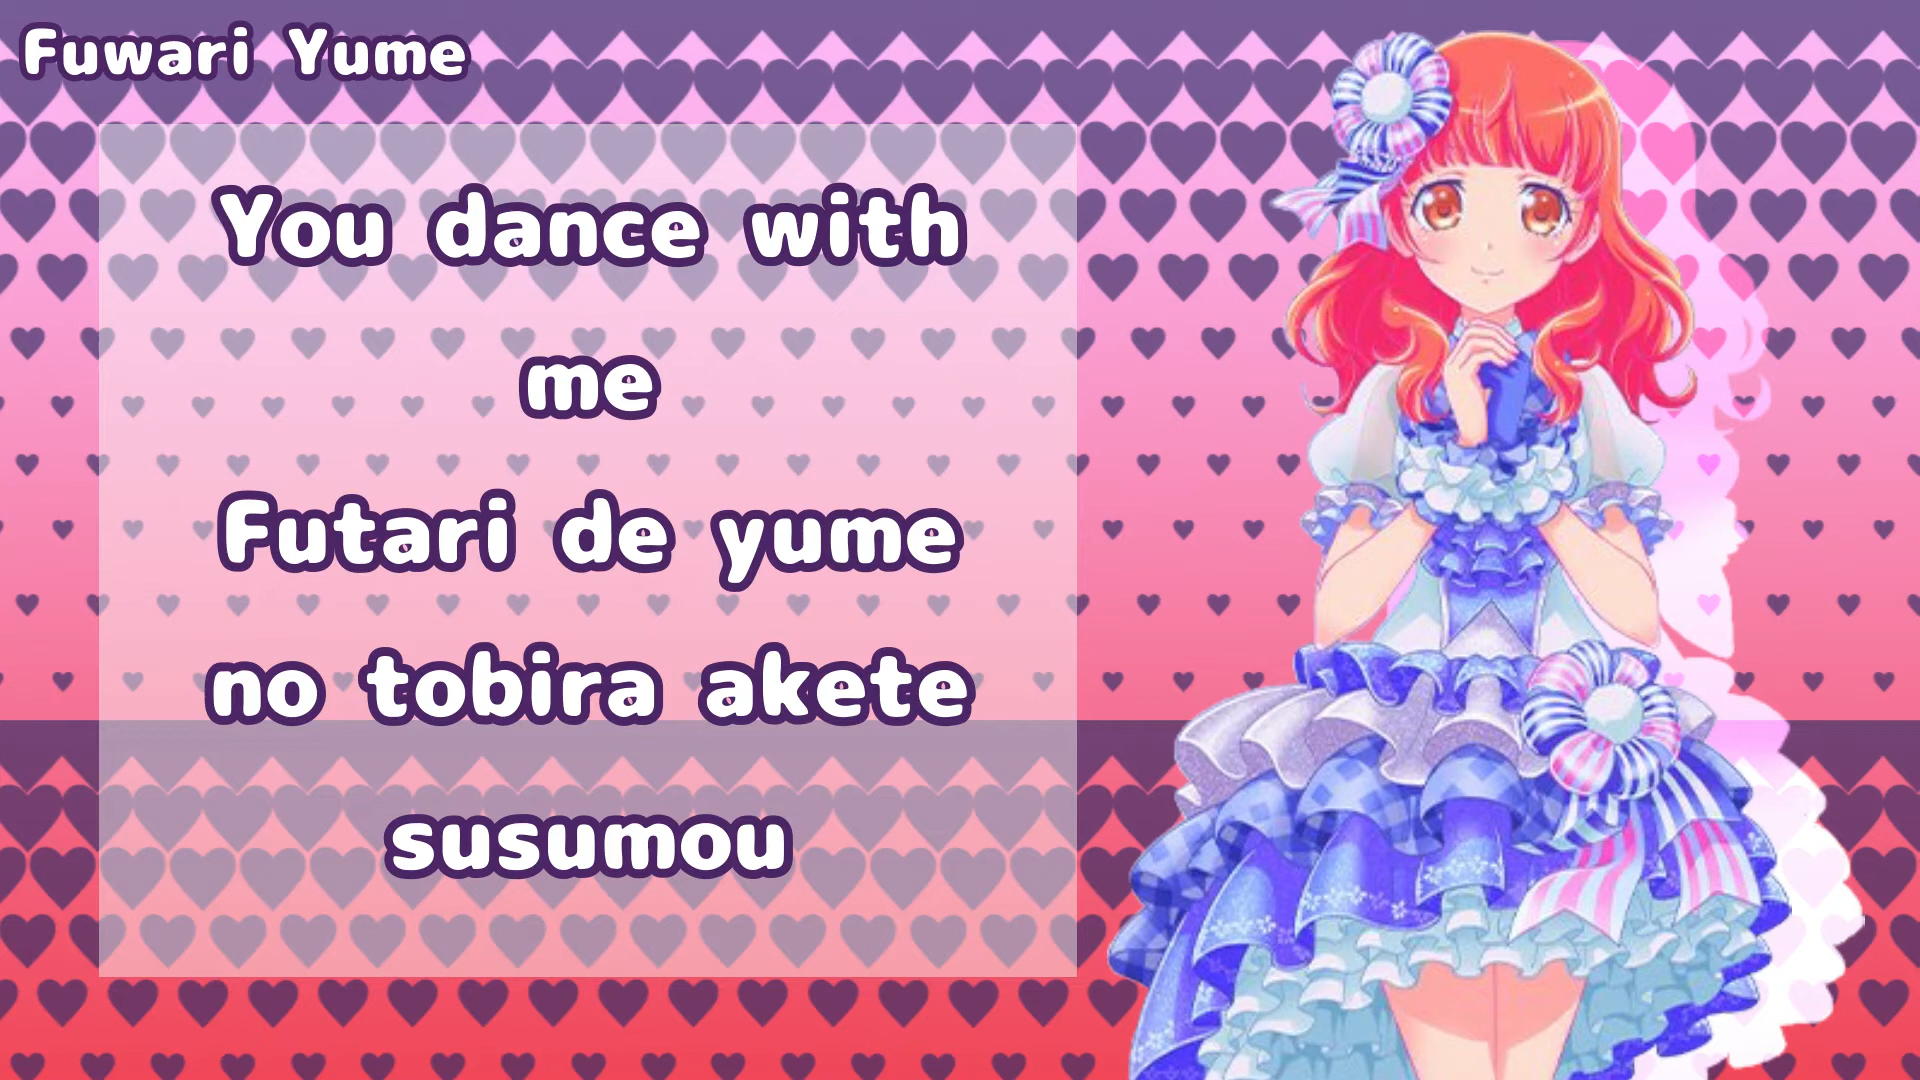 Fuwari Yume
You dance with
me
Futari de yume
no tobira akete
susumou